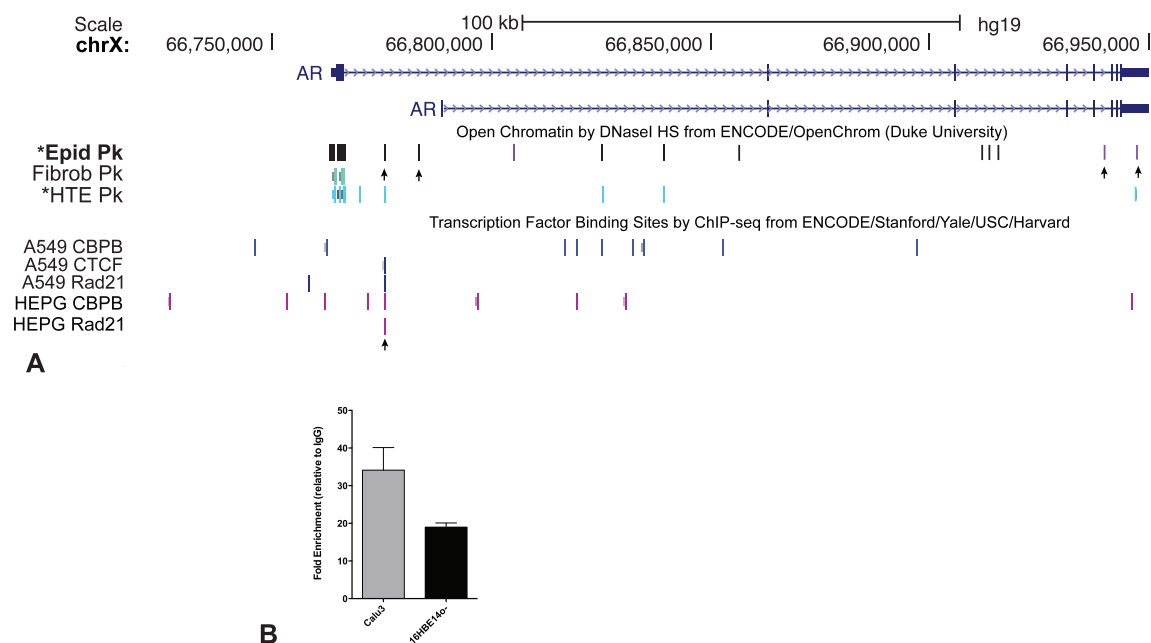 Scale 100 kb hg19
chrX: 66,750,000 66,800,000 66,850,000 66,900,000 66,950,000
AR
AR
Open Chromatin by DNaseI HS from ENCODE/OpenChrom (Duke University)
*Epid Pk
Fibrob Pk
*HTE Pk
Transcription Factor Binding Sites by ChIP-seq from ENCODE/Stanford/Yale/USC/Harvard
A549 CBPB
A549 CTCF
A549 Rad21
HEPG CBPB
HEPG Rad21
A
Fold Enrichment (relative to IgG)
50
40
30
20
10
0
Calu3 16HBE14o-
B